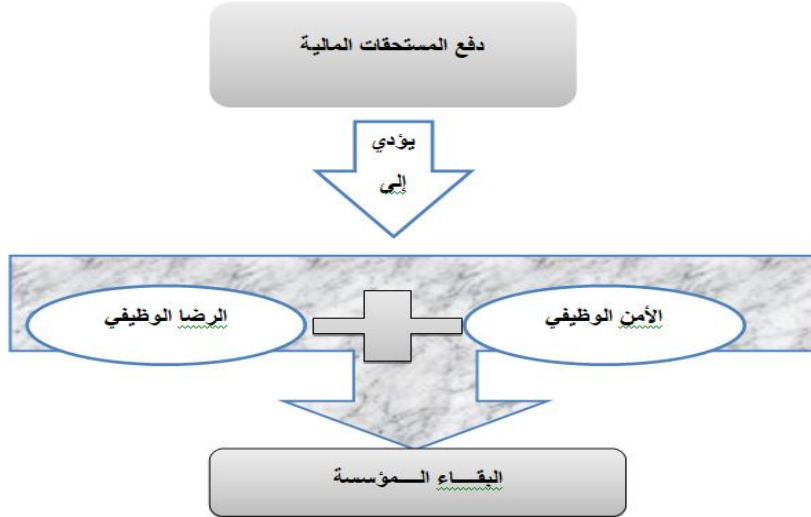 دفع المستحقات المالية
يؤدي
إلى
الأمن الوظيفي
الرضا الوظيفي
البقـــاء الـــمؤسسة